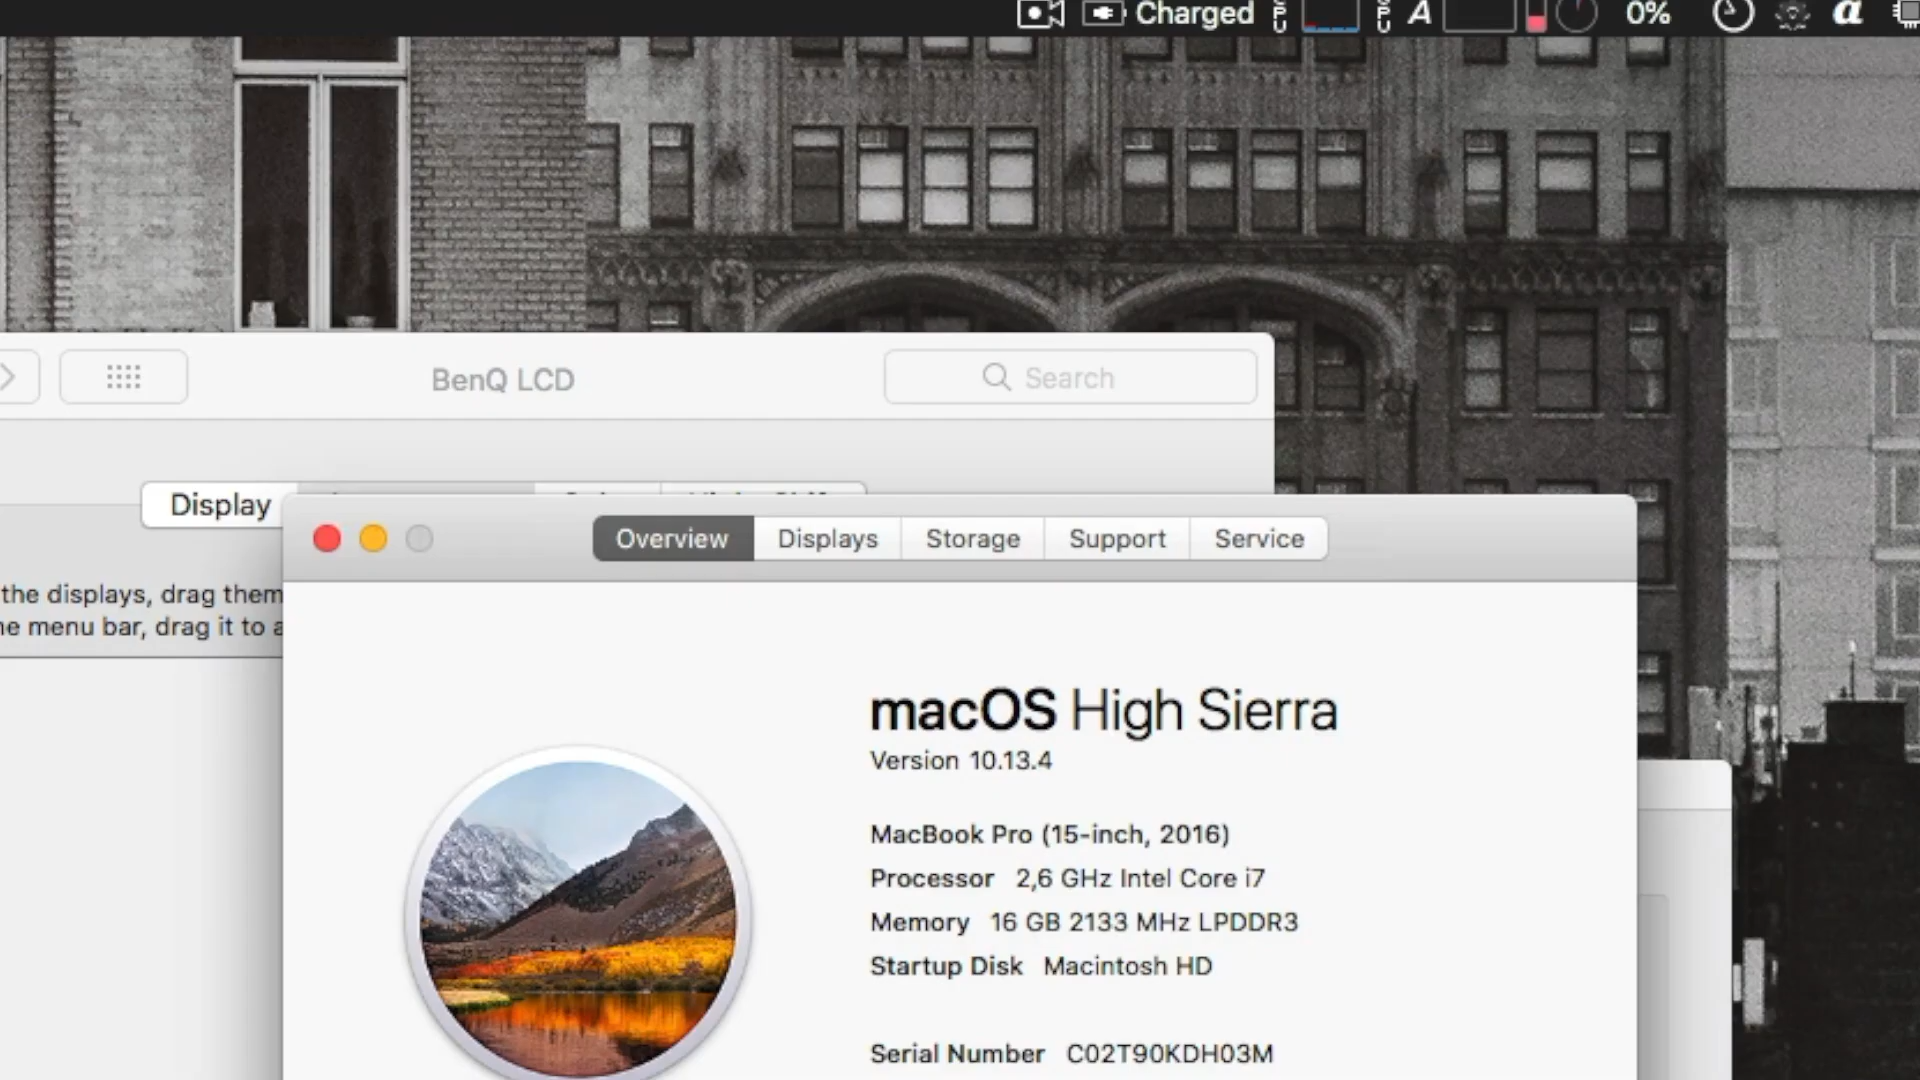 Charged
A
0%
a
BenQ LCD
Search
Display
Overview
Displays
Storage
Support
Service
the displays, drag them
menu bar, drag it to
macOS High Sierra
Version 10.13.4
MacBook Pro (15-inch, 2016)
Processor 2,6 GHz Intel Core i7
Memory 16 GB 2133 MHz LPDDR3
Startup Disk Macintosh HD
Serial Number C02T90KDH03M